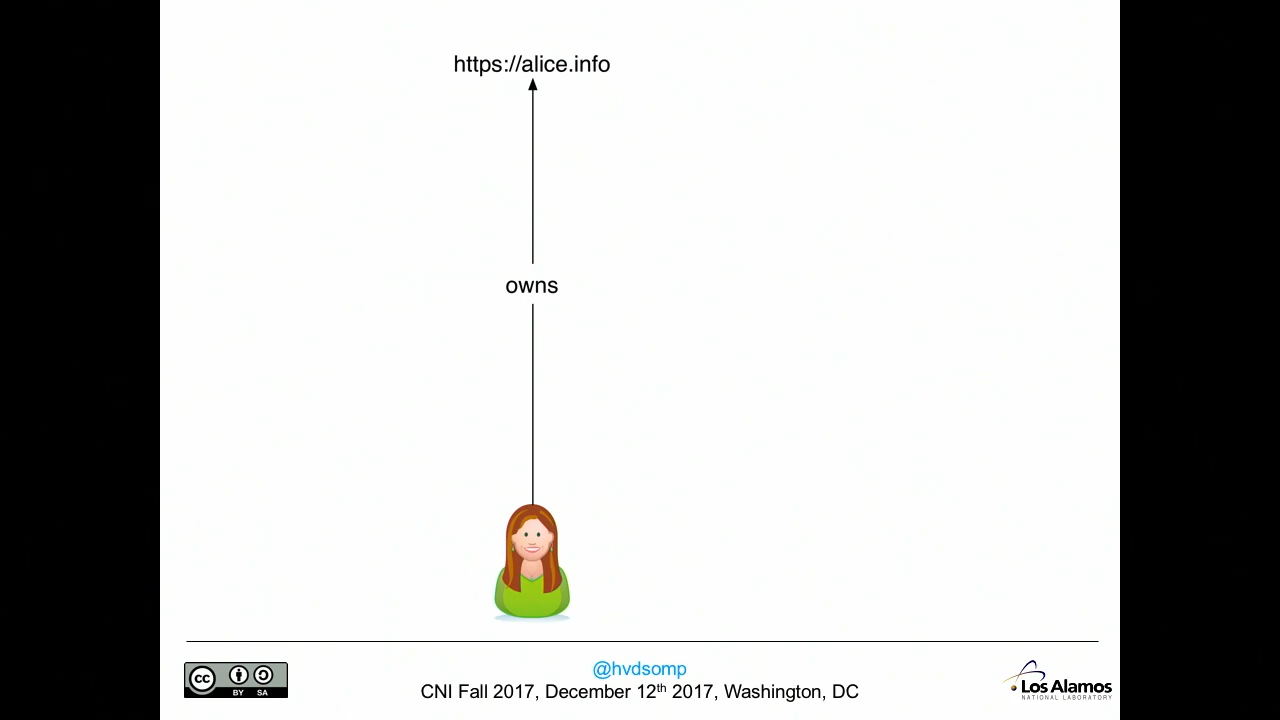 https://alice.info
owns
@hvdsomp
CNI Fall 2017, December 12th 2017, Washington, DC
cc BY SA
Los Alamos
NATIONAL LABORATORY